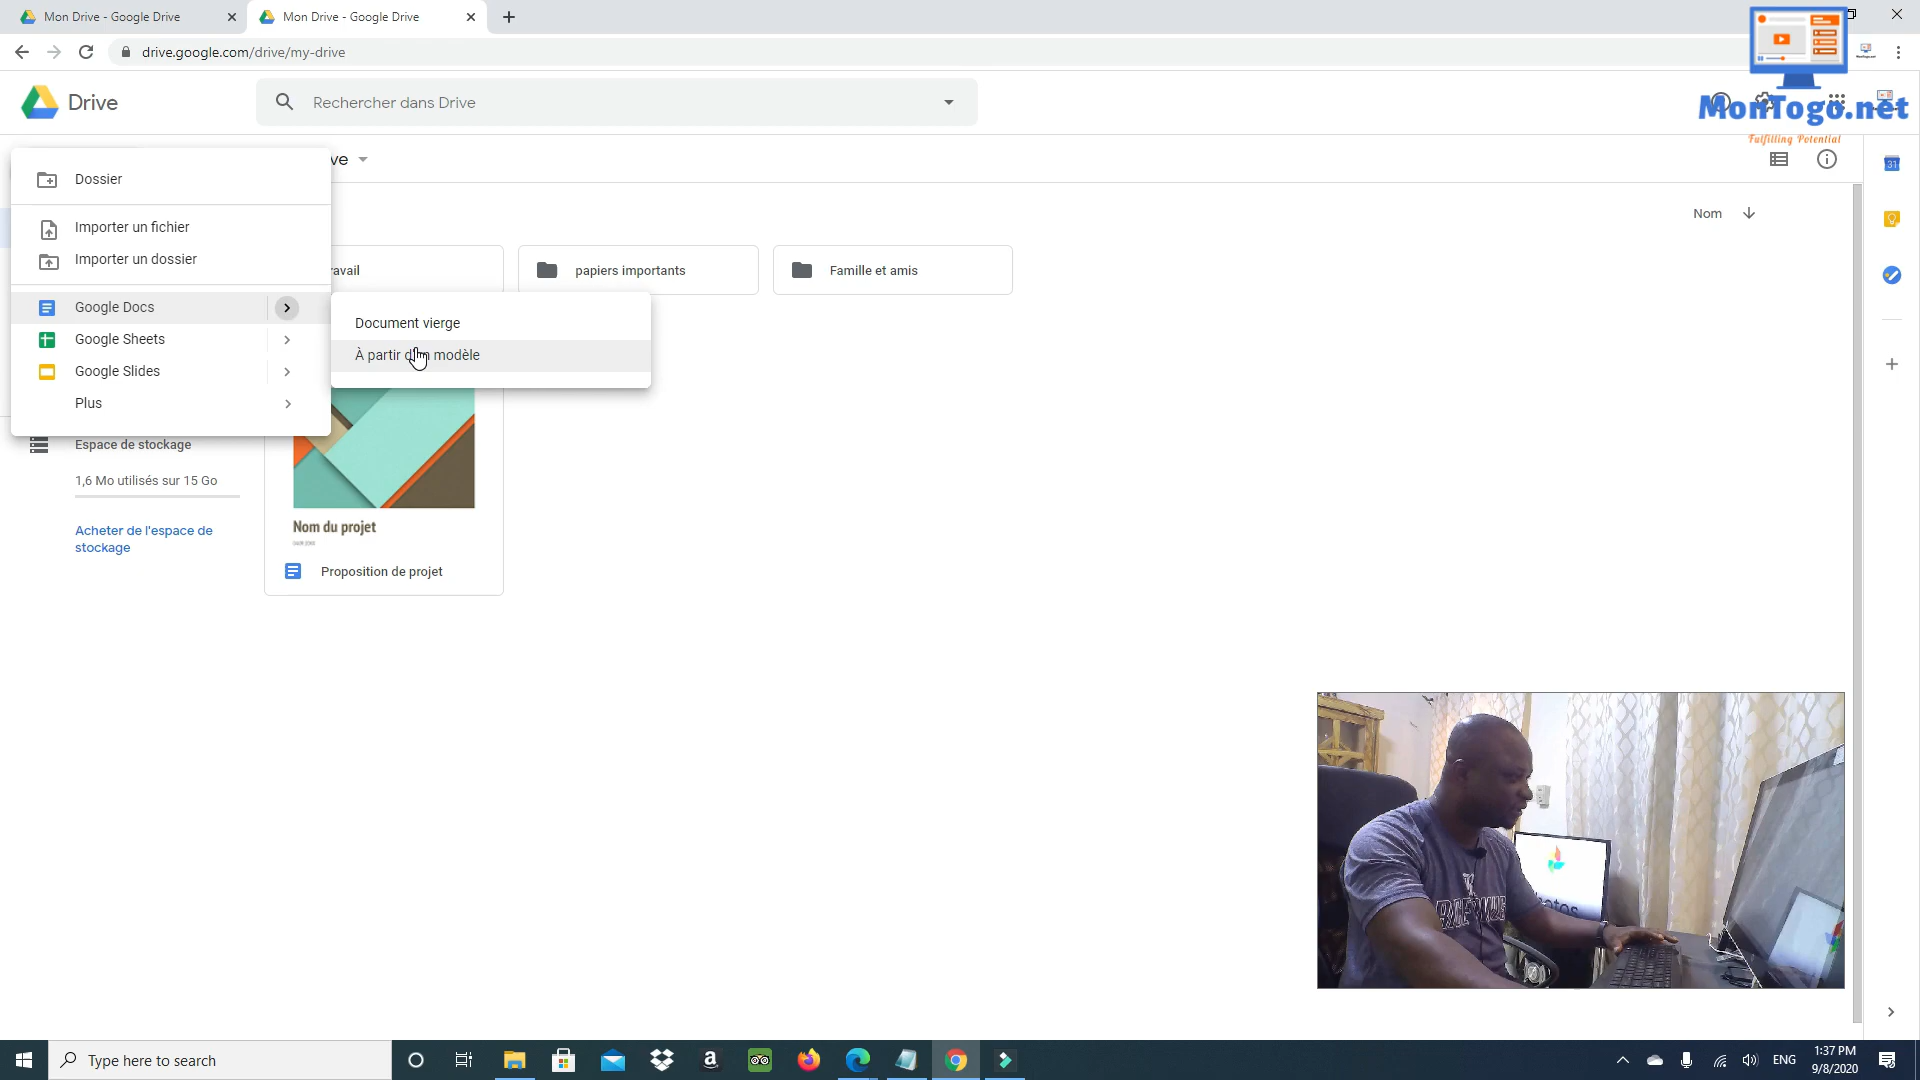 Mon Drive - Google Drive
Mon Drive - Google Drive
drive.google.com/drive/my-drive
Drive
Rechercher dans Drive
MonTogo.net
Fulfilling Potential
ve
Dossier
Importer un fichier
Importer un dossier
Google Docs
Google Sheets
Google Slides
Plus
Document vierge
À partir d'un modèle
Nom
ravail
papiers importants
Famille et amis
Espace de stockage
1,6 Mo utilisés sur 15 Go
Acheter de l'espace de
stockage
Nom du projet
Proposition de projet
31
Type here to search
ENG
1:37 PM
9/8/2020